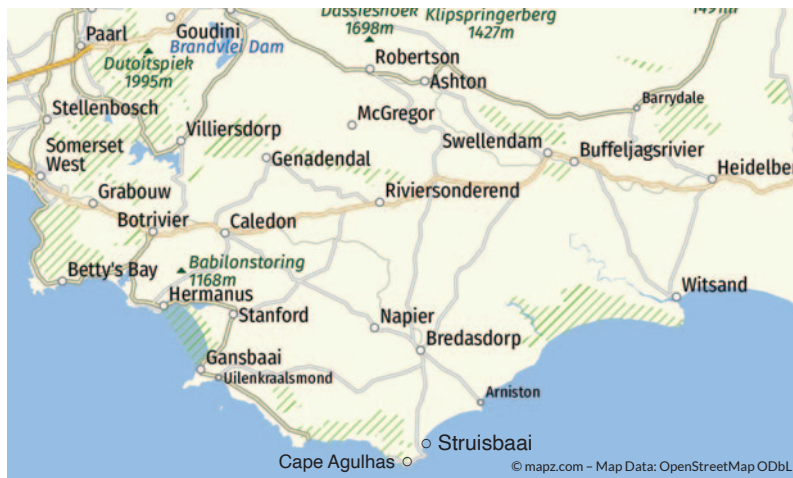 Dassieshoek
1698m
Klipspringerberg
1427m
1491m
Paarl
Goudini
Brandvlei Dam
Dutoitspiek
1995m
Robertson
Ashton
Barrydale
Stellenbosch
McGregor
Villiersdorp
Swellendam
Buffeljagsrivier
Somerset
West
Genadendal
Heidelber
Grabouw
Riviersonderend
Botrivier
Caledon
Babilonstoring
1168m
Betty's Bay
Witsand
Hermanus
Stanford
Napier
Bredasdorp
Gansbaai
Uilenkraalsmond
Arniston
Struisbaai
Cape Agulhas
© mapz.com – Map Data: OpenStreetMap ODbL